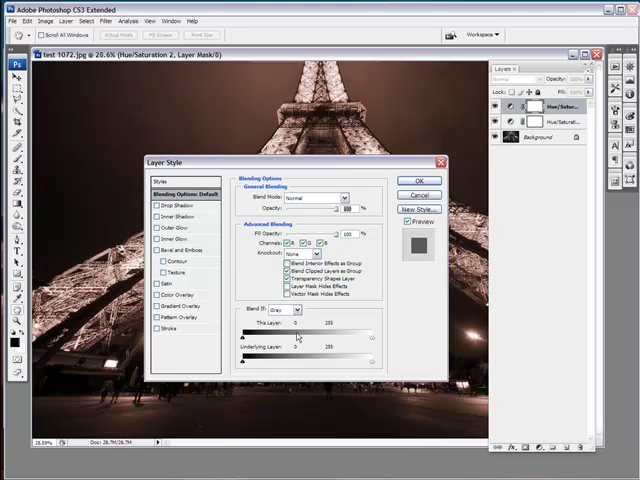 Adobe Photoshop CS3 Extended
File Edit Image Layer Select Filter Analysis View Window Help
Scroll All Windows Actual Pixels Fit Screen Print Size Workspace
Ps test 1072.jpg @ 28.6% (Hue/Saturation 2, Layer Mask/8)
Layers
Normal Opacity:
Lock: Fill:
Hue/Satur...
Hue/Saturati...
Background
Layer Style
Styles
Blending Options: Default
Drop Shadow
Inner Shadow
Outer Glow
Inner Glow
Bevel and Emboss
Contour
Texture
Satin
Color Overlay
Gradient Overlay
Pattern Overlay
Stroke
Blending Options
General Blending
Blend Mode: Normal
Opacity: 100 %
Advanced Blending
Fill Opacity: 100 %
Channels: R G B
Knockout: None
Blend Interior Effects as Group
Blend Clipped Layers as Group
Transparency Shapes Layer
Layer Mask Hides Effects
Vector Mask Hides Effects
Blend If: Gray
This Layer: 0 255
Underlying Layer: 0 255
OK
Cancel
New Style...
Preview
28.59% Doc: 28.7M/28.7M